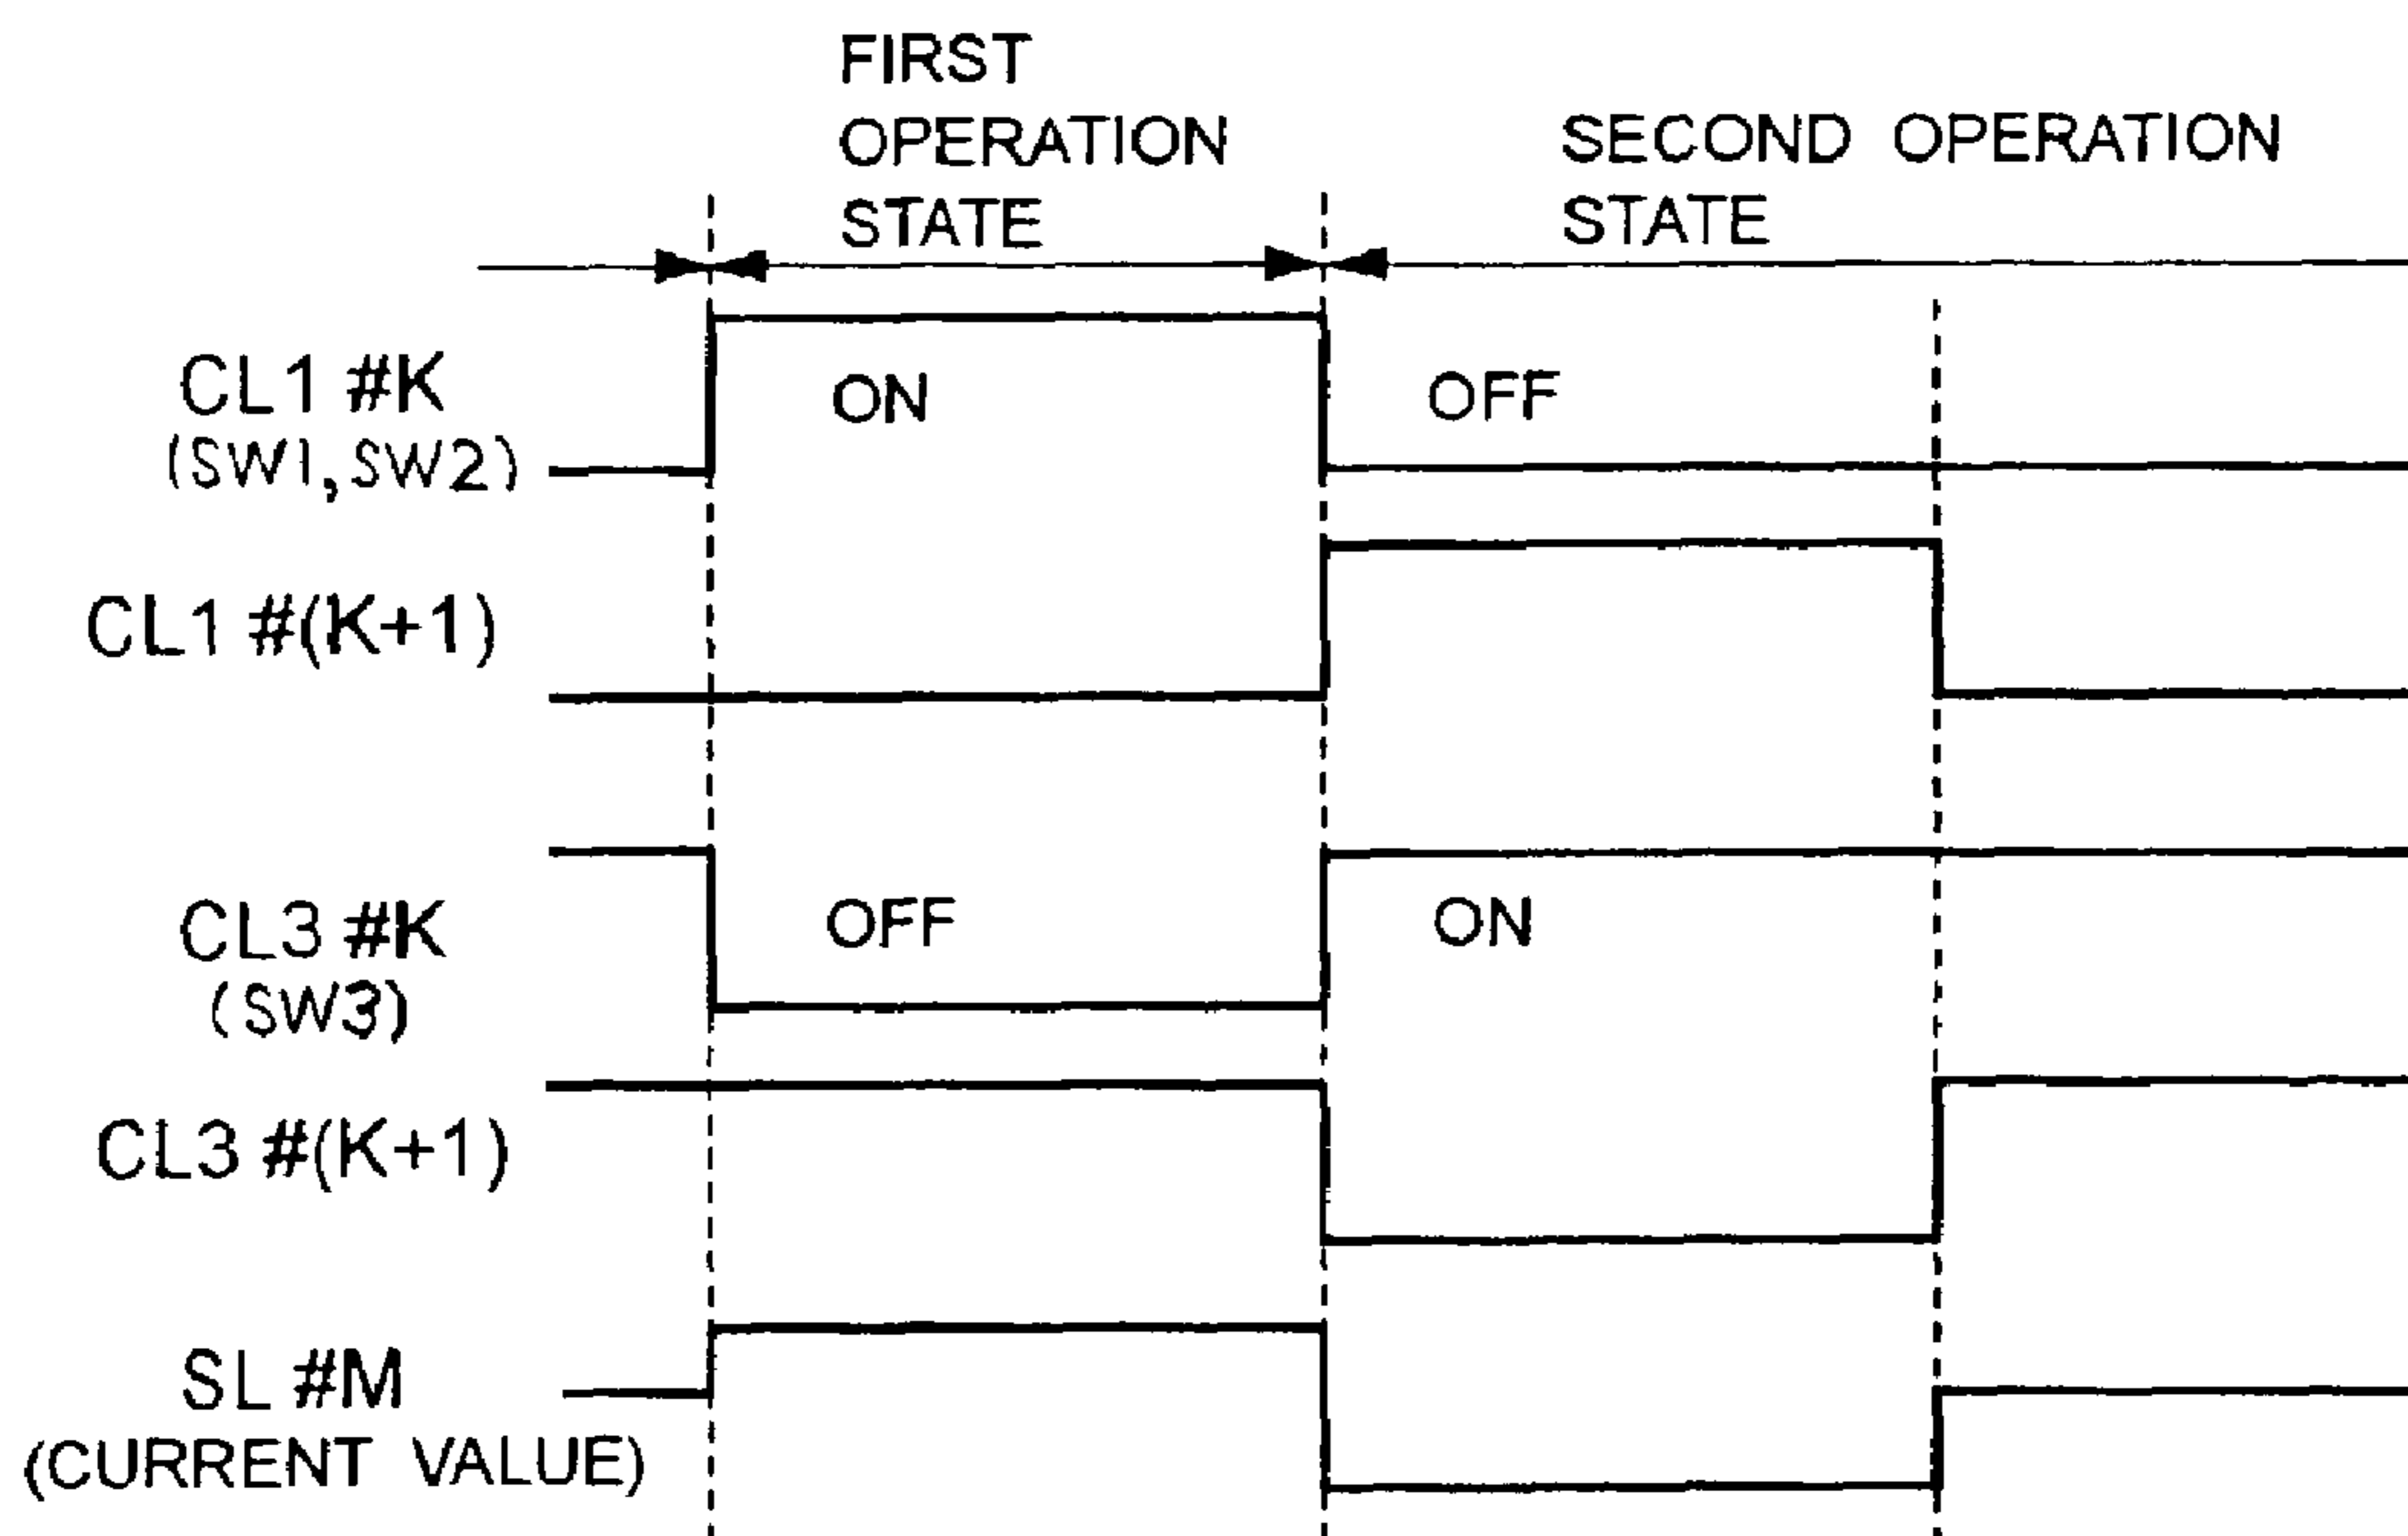 FIRST
OPERATION
STATE
SECOND OPERATION
STATE
CL1 #K
(SW1,SW2)
ON
OFF
CL1 #(K+1)
CL3 #K
(SW3)
OFF
ON
CL3 #(K+1)
SL #M
(CURRENT VALUE)